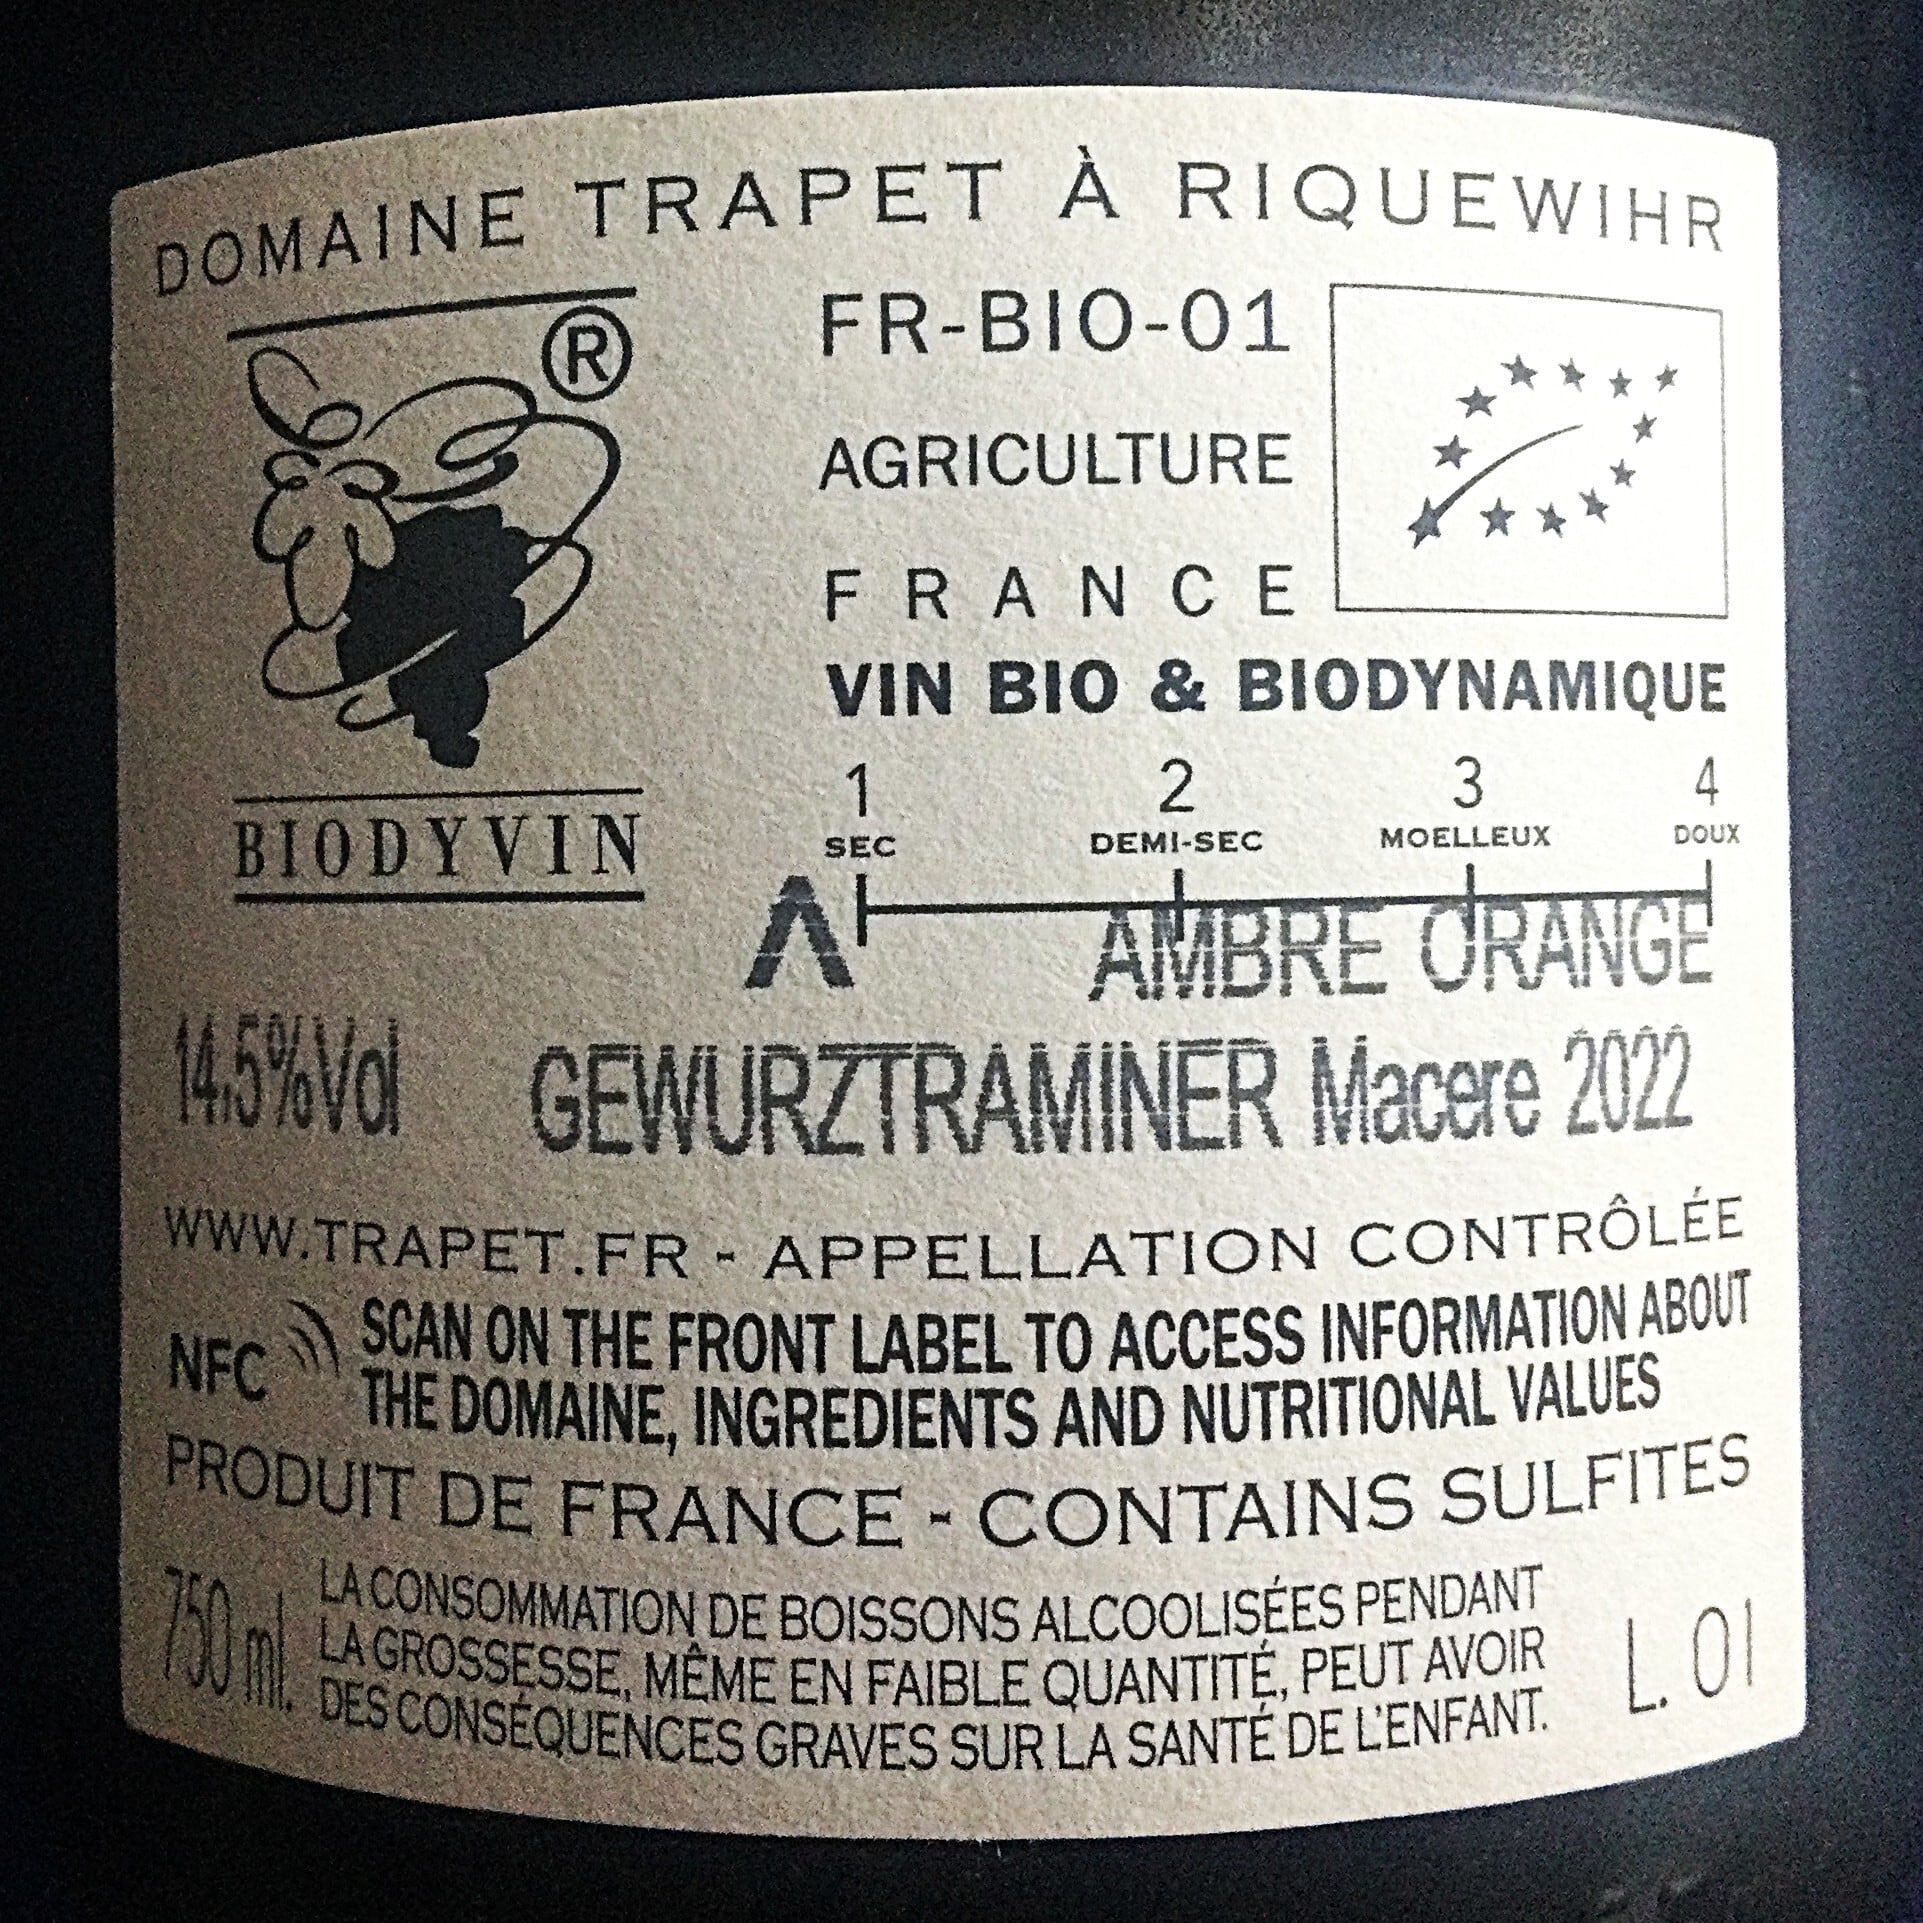 DOMAINE TRAPET À RIQUEWIHR
®
BIODYVIN
FR-BIO-01
AGRICULTURE
FRANCE
VIN BIO & BIODYNAMIQUE
1 2 3 4
SEC DEMI-SEC MOELLEUX DOUX
AMBRE ORANGE
14.5%Vol GEWURZTRAMINER Macere 2022
WWW.TRAPET.FR - APPELLATION CONTRÔLÉE
NFC SCAN ON THE FRONT LABEL TO ACCESS INFORMATION ABOUT
THE DOMAINE, INGREDIENTS AND NUTRITIONAL VALUES
PRODUIT DE FRANCE - CONTAINS SULFITES
750 ml. LA CONSOMMATION DE BOISSONS ALCOOLISÉES PENDANT
LA GROSSESSE, MÊME EN FAIBLE QUANTITÉ, PEUT AVOIR
DES CONSÉQUENCES GRAVES SUR LA SANTÉ DE L'ENFANT.
L. 01